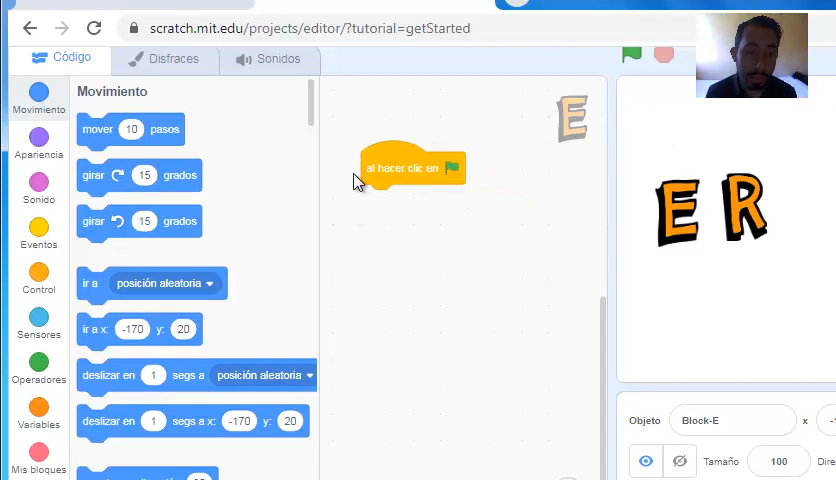 scratch.mit.edu/projects/editor/?tutorial=getStarted
Código
Disfraces
Sonidos
Movimiento
Apariencia
Sonido
Eventos
Control
Sensores
Operadores
Variables
Mis bloques
Movimiento
mover 10 pasos
girar 15 grados
girar 15 grados
ir a posición aleatoria
ir a x: -170 y: 20
deslizar en 1 segs a posición aleatoria
deslizar en 1 segs a x: -170 y: 20
al hacer clic en
E
E R
Objeto Block-E x
Tamaño 100